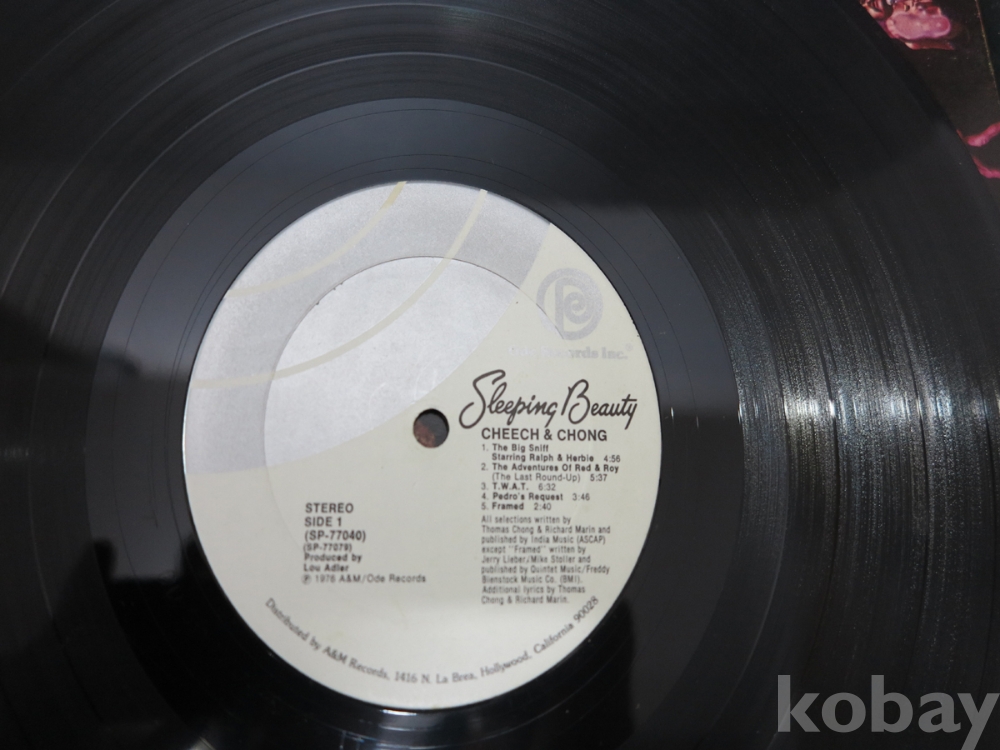 Records Inc.
Sleeping Beauty
CHEECH & CHONG
1. The Big Sniff
Starring Ralph & Herbie 4:56
2. The Adventures Of Red & Roy
(The Last Round-Up) 5:37
3. T.W.A.T. 6:32
4. Pedro's Request 3:46
5. Framed 2:40
All selections written by
Thomas Chong & Richard Marin and
published by India Music (ASCAP)
except "Framed" written by
Jerry Lieber/Mike Stoller and
published by Quintet Music/Freddy
Bienstock Music Co. (BMI).
Additional lyrics by Thomas
Chong & Richard Marin.
STEREO
SIDE 1
(SP-77040)
(SP-77078)
Produced by
Lou Adler
℗ 1976 A&M/Ode Records
Distributed by A&M Records, 1416 N. La Brea, Hollywood, California 90028
kobay